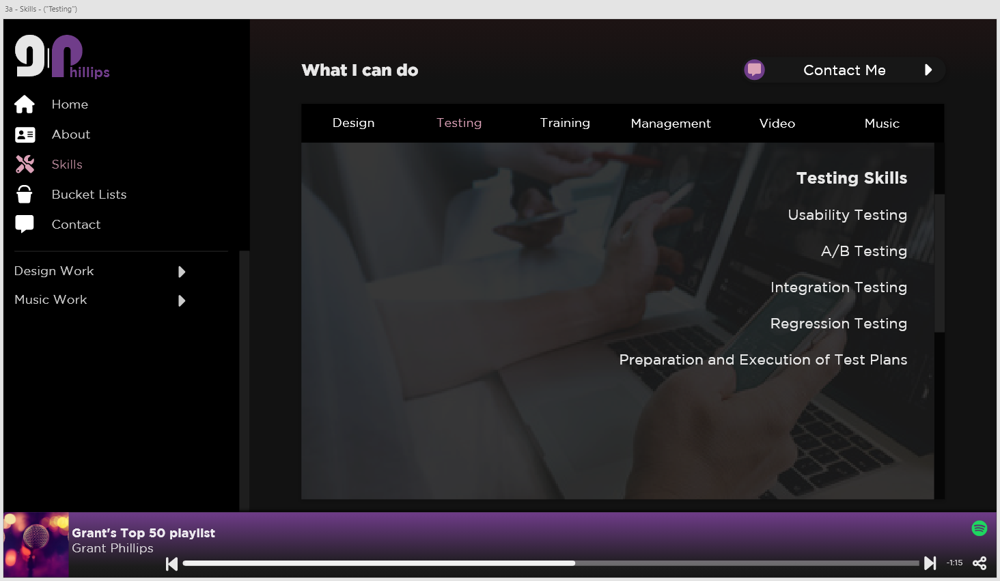 3a - Skills - ("Testing")
g|P
hillips
Home
About
Skills
Bucket Lists
Contact
Design Work
Music Work
What I can do
Contact Me
Design Testing Training Management Video Music
Testing Skills
Usability Testing
A/B Testing
Integration Testing
Regression Testing
Preparation and Execution of Test Plans
Grant's Top 50 playlist
Grant Phillips
-1:15